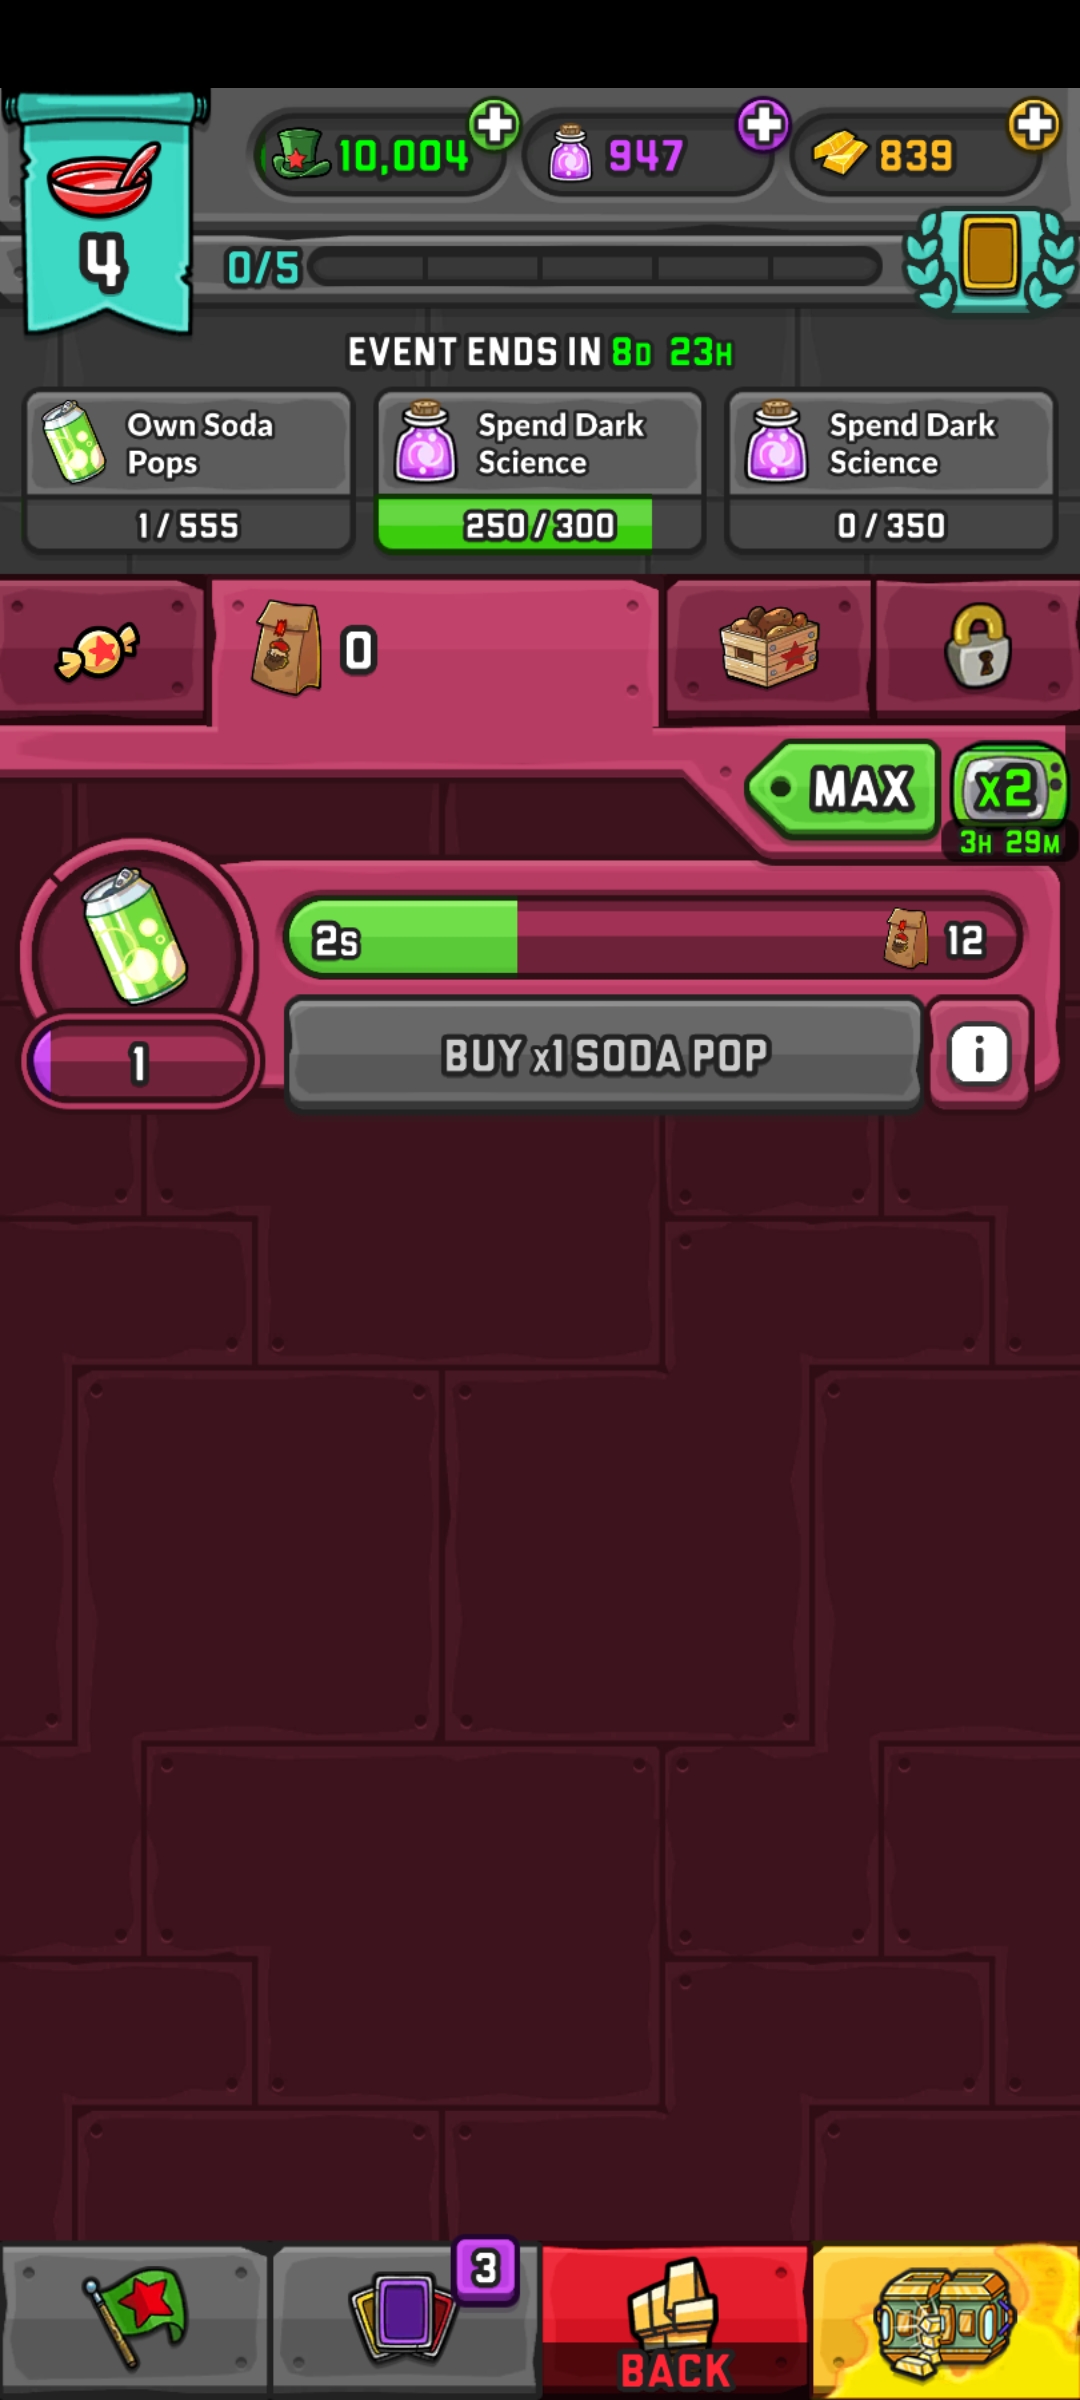 10,004
947
839
4
0/5
EVENT ENDS IN 8D 23H
Own Soda Pops
1/555
Spend Dark Science
250/300
Spend Dark Science
0/350
0
MAX
x2
3H 29M
2s
12
1
BUY x1 SODA POP
i
3
BACK